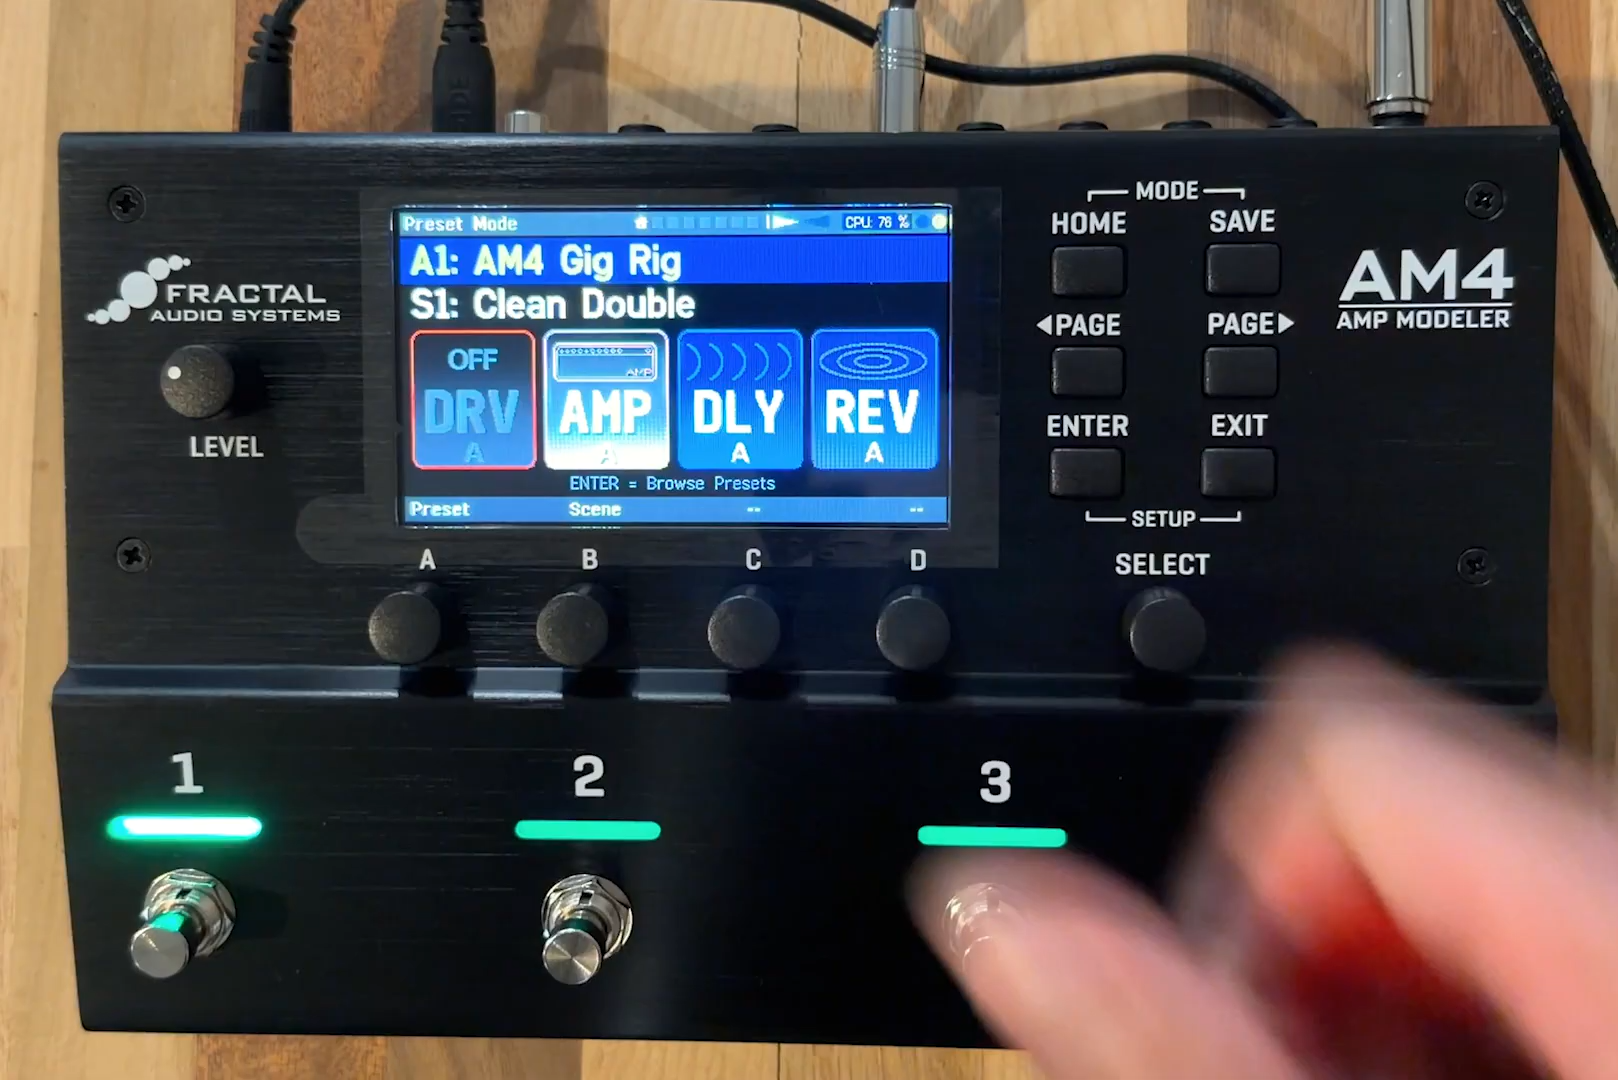 FRACTAL
AUDIO SYSTEMS
LEVEL
Preset Mode
CPU: 76 %
A1: AM4 Gig Rig
S1: Clean Double
OFF
DRV
A
AMP
AMP
A
DLY
A
REV
A
ENTER = Browse Presets
Preset
Scene
--
--
A
B
C
D
MODE
HOME
SAVE
◀PAGE
PAGE▶
ENTER
EXIT
SETUP
SELECT
AM4
AMP MODELER
1
2
3